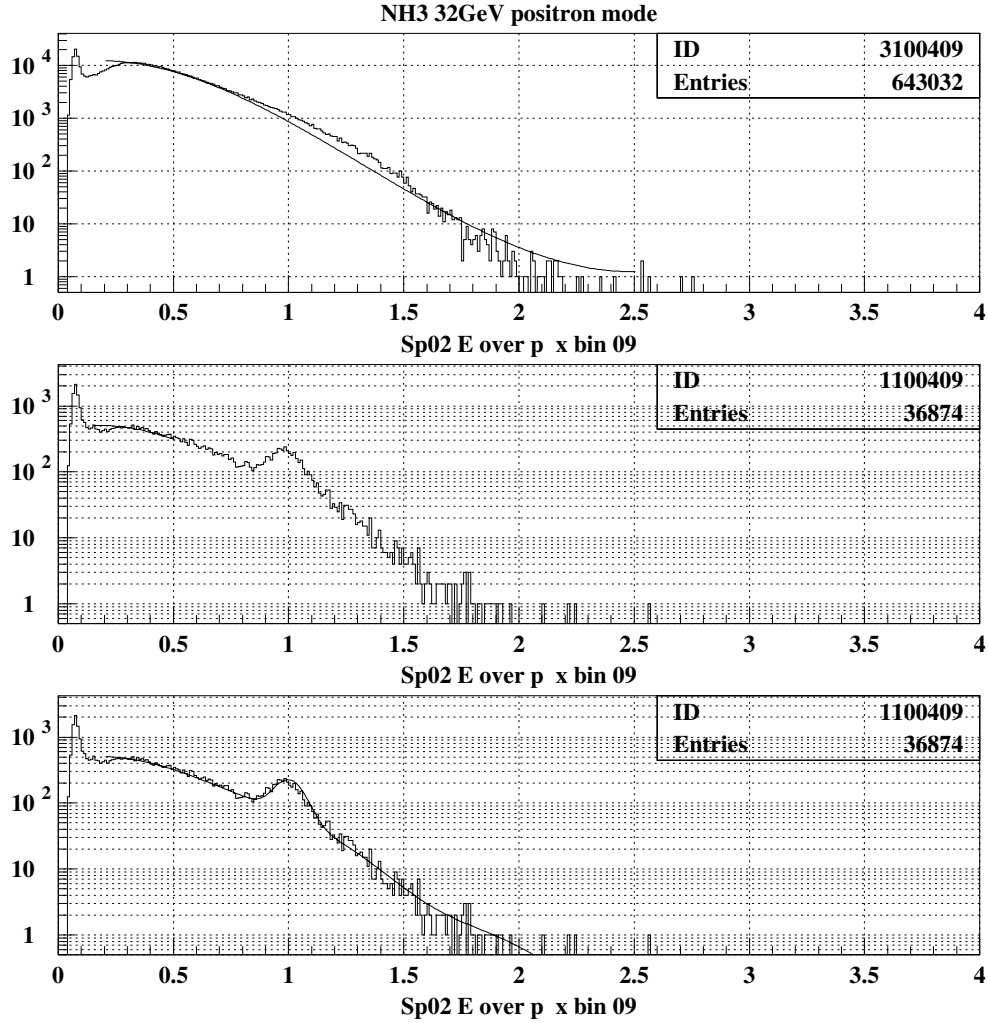 NH3 32GeV positron mode
ID 3100409
Entries 643032
10^4
10^3
10^2
10
1
0 0.5 1 1.5 2 2.5 3 3.5 4
Sp02 E over p x bin 09
ID 1100409
Entries 36874
10^3
10^2
10
1
0 0.5 1 1.5 2 2.5 3 3.5 4
Sp02 E over p x bin 09
ID 1100409
Entries 36874
10^3
10^2
10
1
0 0.5 1 1.5 2 2.5 3 3.5 4
Sp02 E over p x bin 09